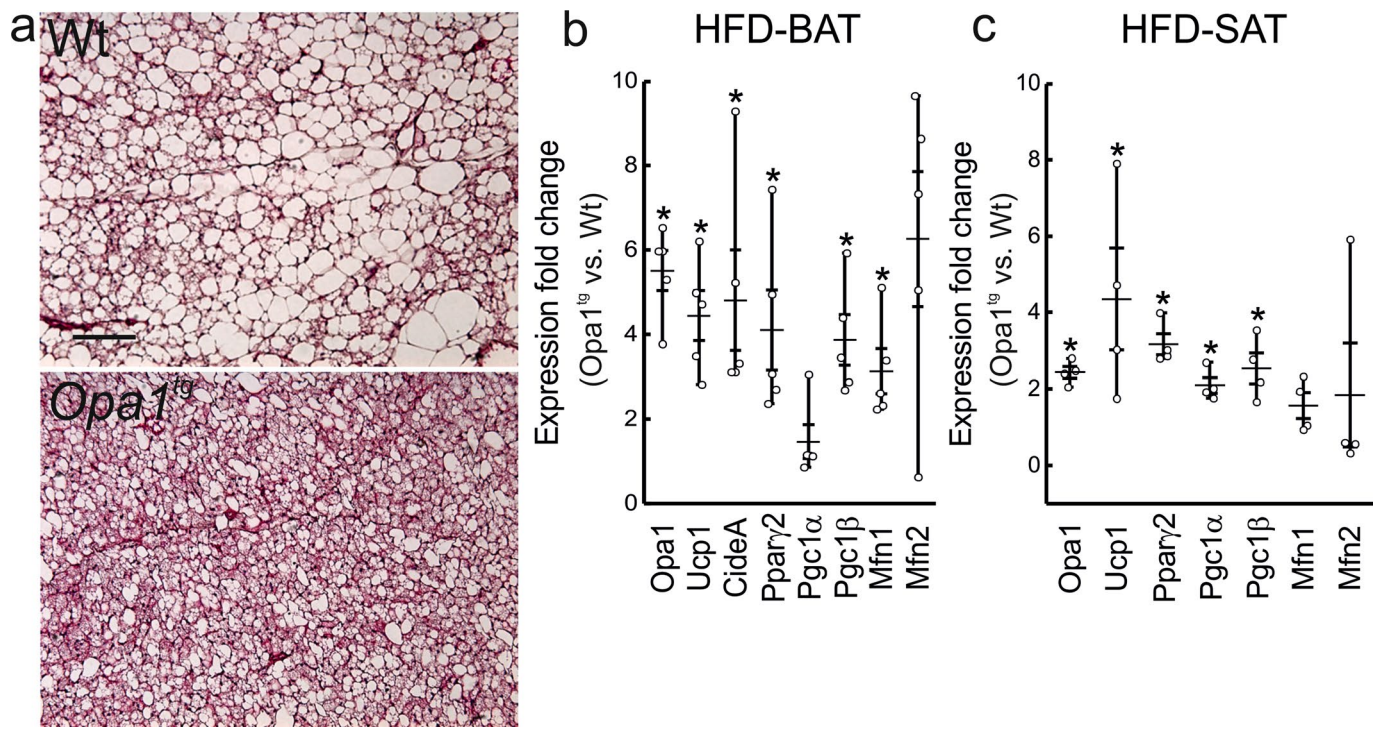 a
Wt
Opa1tg
b
HFD-BAT
Expression fold change
(Opa1tg vs. Wt)
10
8
6
4
2
0
*
*
*
*
*
*
Opa1
Ucp1
CideA
Pparγ2
Pgc1α
Pgc1β
Mfn1
Mfn2
c
HFD-SAT
Expression fold change
(Opa1tg vs. Wt)
10
8
6
4
2
0
*
*
*
*
*
Opa1
Ucp1
Pparγ2
Pgc1α
Pgc1β
Mfn1
Mfn2